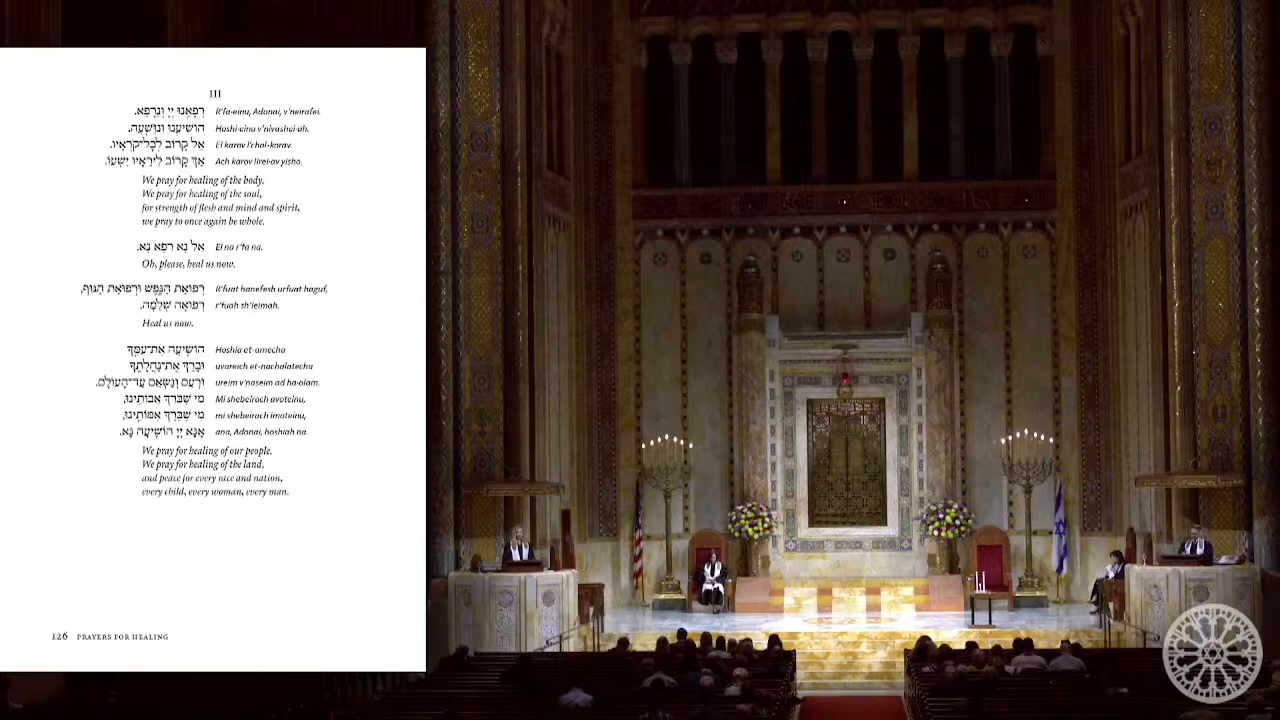 III
רְפָאֵנוּ יְיָ וְנֵרָפֵא. R'fa-einu, Adonai, v'neirafei.
הוֹשִׁיעֵנוּ וְנִוָּשֵׁעָה. Hoshi-einu v'nivashei-ah.
אֵל קָרוֹב לְכׇל־קֹרְאָיו. El karov l'chol-korav.
אַךְ קָרוֹב לִירֵאָיו יִשְׁעוֹ. Ach karov lirei-av yisho.
We pray for healing of the body.
We pray for healing of the soul,
for strength of flesh and mind and spirit,
we pray to once again be whole.
אֵל נָא רְפָא נָא. El na r'fa na.
Oh, please, heal us now.
רְפוּאַת הַנֶּפֶשׁ וּרְפוּאַת הַגּוּף, R'fuat hanefesh urfuat haguf,
רְפוּאָה שְׁלֵמָה. r'fuah sh'leimah.
Heal us now.
הוֹשִׁיעָה אֶת־עַמֶּךָ Hoshia et-amecha
וּבָרֵךְ אֶת־נַחֲלָתֶךָ uvareich et-nachalatecha
וּרְעֵם וְנַשְּׂאֵם עַד־הָעוֹלָם. ureim v'naseim ad ha-olam.
מִי שֶׁבֵּרַךְ אֲבוֹתֵינוּ, Mi shebeirach avoteinu,
מִי שֶׁבֵּרַךְ אִמּוֹתֵינוּ, mi shebeirach imoteinu,
אָנָּא יְיָ הוֹשִׁיעָה נָּא. ana, Adonai, hoshiah na.
We pray for healing of our people.
We pray for healing of the land,
and peace for every race and nation,
every child, every woman, every man.
126 PRAYERS FOR HEALING